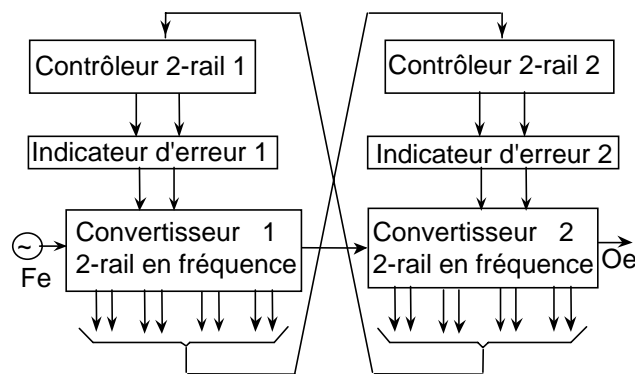 Contrôleur 2-rail 1
Contrôleur 2-rail 2
Indicateur d'erreur 1
Indicateur d'erreur 2
~
Fe
Convertisseur 1
2-rail en fréquence
Convertisseur 2
2-rail en fréquence
Oe